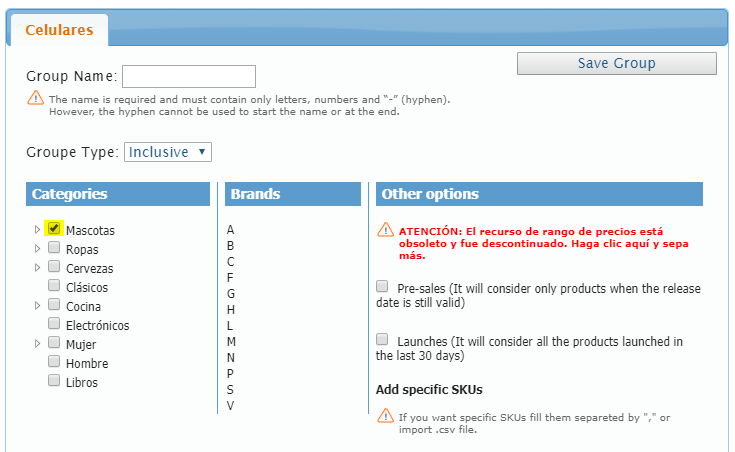 Celulares
Save Group
Group Name:
The name is required and must contain only letters, numbers and “-” (hyphen).
However, the hyphen cannot be used to start the name or at the end.
Groupe Type: Inclusive
Categories
Mascotas
Ropas
Cervezas
Clásicos
Cocina
Electrónicos
Mujer
Hombre
Libros
Brands
A
B
C
F
G
H
L
M
N
P
S
V
Other options
ATENCIÓN: El recurso de rango de precios está
obsoleto y fue descontinuado. Haga clic aquí y sepa
más.
Pre-sales (It will consider only products when the release
date is still valid)
Launches (It will consider all the products launched in
the last 30 days)
Add specific SKUs
If you want specific SKUs fill them separeted by "," or
import .csv file.